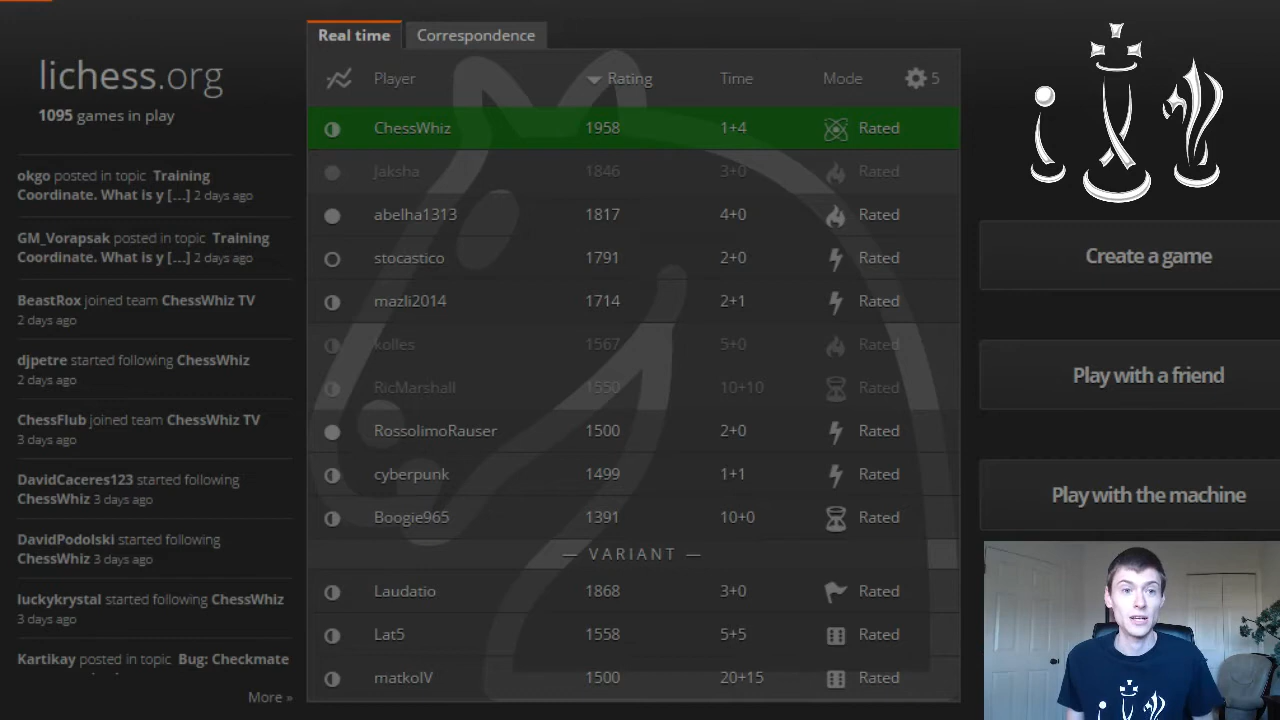 lichess.org
1095 games in play
okgo posted in topic Training
Coordinate. What is y [...] 2 days ago
GM_Vorapsak posted in topic Training
Coordinate. What is y [...] 2 days ago
BeastRox joined team ChessWhiz TV
2 days ago
djpetre started following ChessWhiz
2 days ago
ChessFlub joined team ChessWhiz TV
3 days ago
DavidCaceres123 started following
ChessWhiz 3 days ago
DavidPodolski started following
ChessWhiz 3 days ago
luckykrystal started following ChessWhiz
3 days ago
Kartikay posted in topic Bug: Checkmate
More »
Real time Correspondence
Player Rating Time Mode 5
ChessWhiz 1958 1+4 Rated
Jaksha 1846 3+0 Rated
abelha1313 1817 4+0 Rated
stocastico 1791 2+0 Rated
mazli2014 1714 2+1 Rated
kolles 1567 5+0 Rated
RicMarshall 1550 10+10 Rated
RossolimoRauser 1500 2+0 Rated
cyberpunk 1499 1+1 Rated
Boogie965 1391 10+0 Rated
— VARIANT —
Laudatio 1868 3+0 Rated
Lat5 1558 5+5 Rated
matkoIV 1500 20+15 Rated
Create a game
Play with a friend
Play with the machine